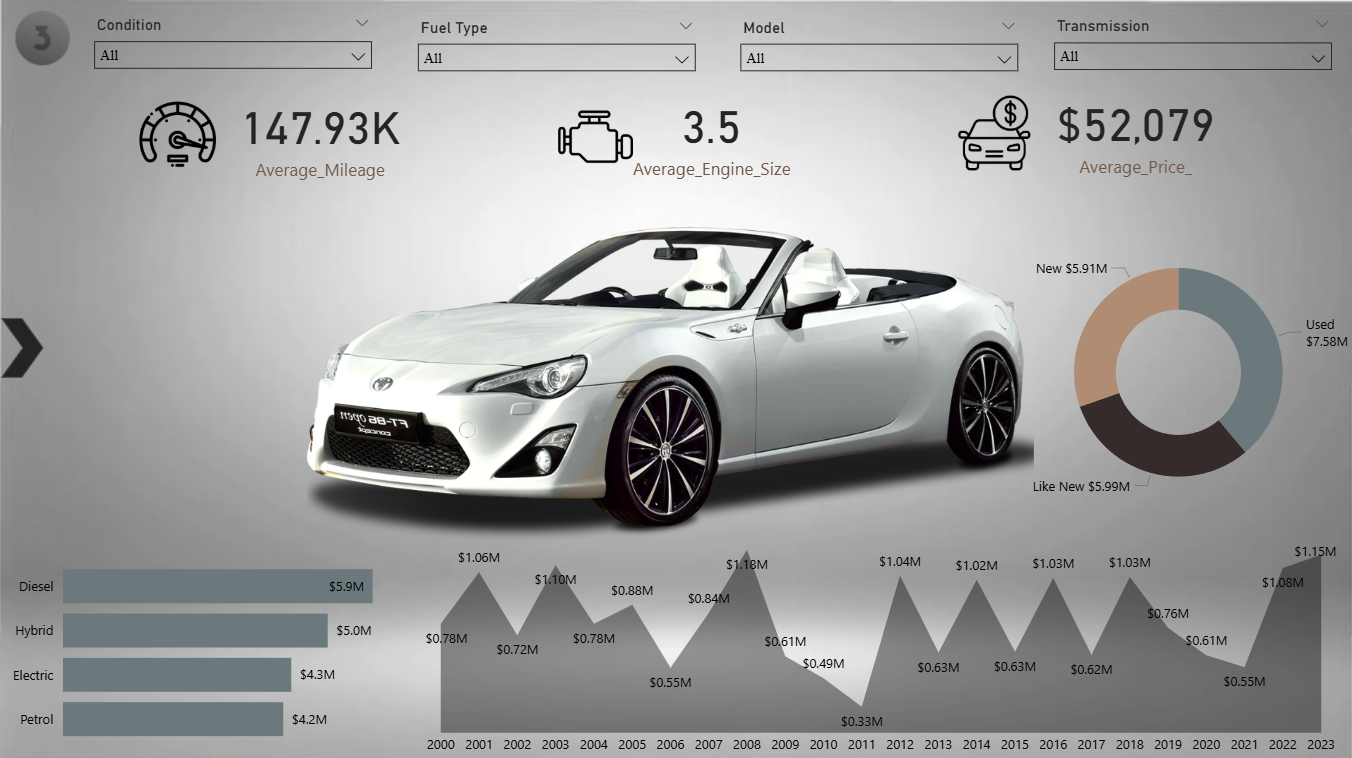 3
Condition
All
Fuel Type
All
Model
All
Transmission
All
147.93K
Average_Mileage
3.5
Average_Engine_Size
$
$52,079
Average_Price_
FT-86 open
concept
New $5.91M
Used
$7.58M
Like New $5.99M
Diesel
$5.9M
Hybrid
$5.0M
Electric
$4.3M
Petrol
$4.2M
$0.78M
$1.06M
$0.72M
$1.10M
$0.78M
$0.88M
$0.55M
$0.84M
$1.18M
$0.61M
$0.49M
$0.33M
$1.04M
$0.63M
$1.02M
$0.63M
$1.03M
$0.62M
$1.03M
$0.76M
$0.61M
$0.55M
$1.08M
$1.15M
2000 2001 2002 2003 2004 2005 2006 2007 2008 2009 2010 2011 2012 2013 2014 2015 2016 2017 2018 2019 2020 2021 2022 2023